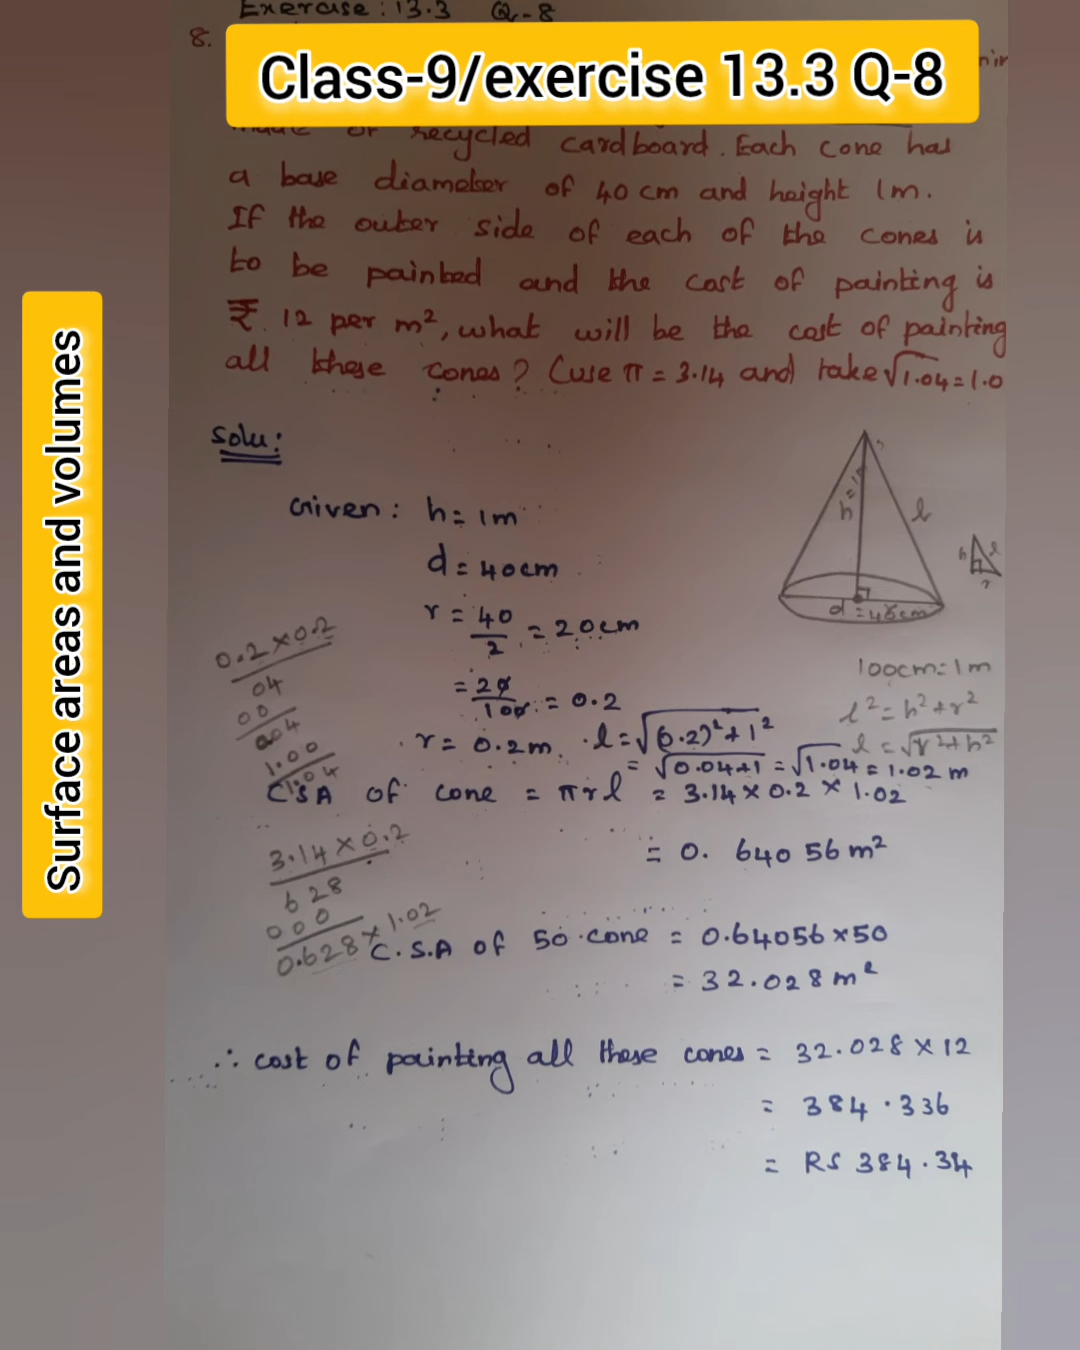 Exercise : 13.3 Q-8
8.
Class-9/exercise 13.3 Q-8
made of recycled cardboard. Each cone has
a base diameter of 40 cm and height 1m.
If the outer side of each of the cones is
to be painted and the cost of painting is
₹ 12 per m², what will be the cost of painting
all these cones? (use π = 3.14 and take √1.04 = 1.0
Surface areas and volumes
Solu:
Given: h = 1m
d = 40cm
r = 40/2 = 20cm
= 20/100 = 0.2
r = 0.2m. l = √(0.2)² + 1²
= √0.04+1 = √1.04 = 1.02 m
CSA of cone = πrl = 3.14 × 0.2 × 1.02
= 0. 64056 m²
C.S.A of 50 cone = 0.64056×50
= 32.028 m²
∴ cost of painting all these cones = 32.028 × 12
= 384.336
= RS 384.34
h = 1m
h
l
d = 40cm
h
l
r
100cm = 1m
l² = h² + r²
l = √r² + h²
0.2×0.2
04
00
004
1.00
1.04
3.14 × 0.2
628
000
0.628 × 1.02